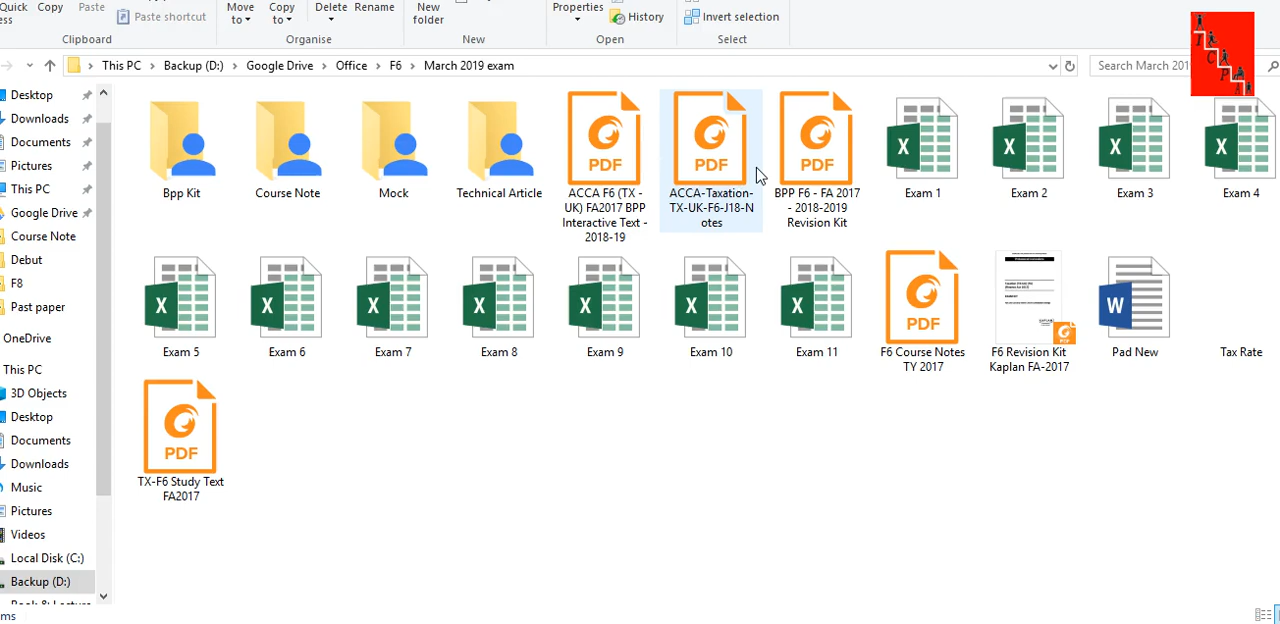 Quick
Copy
Paste
Move
Copy
Delete
Rename
New
Properties
ess
Paste shortcut
to
to
folder
History
Invert selection
Clipboard
Organise
New
Open
Select
This PC > Backup (D:) > Google Drive > Office > F6 > March 2019 exam
Search March 201
I
C
P
A
Desktop
Downloads
Documents
Pictures
This PC
Google Drive
Course Note
Debut
F8
Past paper
OneDrive
This PC
3D Objects
Desktop
Documents
Downloads
Music
Pictures
Videos
Local Disk (C:)
Backup (D:)
ms
Bpp Kit
Course Note
Mock
Technical Article
PDF
ACCA F6 (TX -
UK) FA2017 BPP
Interactive Text -
2018-19
PDF
ACCA-Taxation-
TX-UK-F6-J18-N
otes
PDF
BPP F6 - FA 2017
- 2018-2019
Revision Kit
X
Exam 1
X
Exam 2
X
Exam 3
X
Exam 4
X
Exam 5
X
Exam 6
X
Exam 7
X
Exam 8
X
Exam 9
X
Exam 10
X
Exam 11
PDF
F6 Course Notes
TY 2017
PDF
F6 Revision Kit
Kaplan FA-2017
W
Pad New
Tax Rate
PDF
TX-F6 Study Text
FA2017